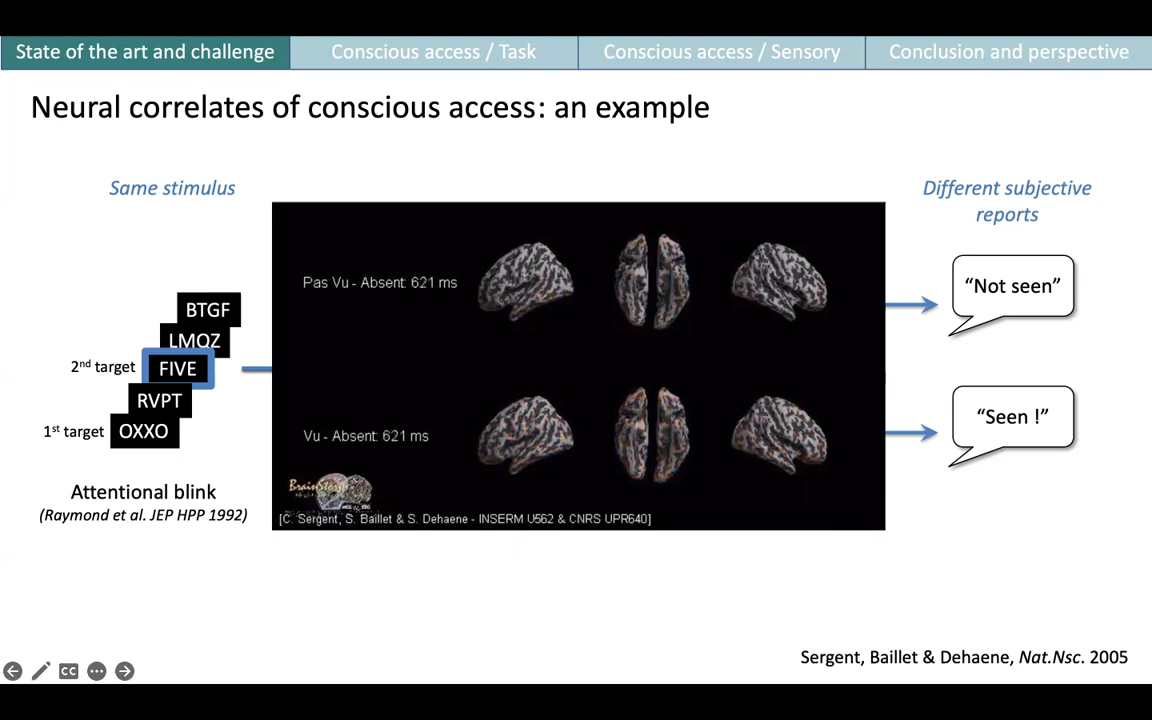 State of the art and challenge
Conscious access / Task
Conscious access / Sensory
Conclusion and perspective
Neural correlates of conscious access: an example
Same stimulus
Different subjective
reports
Pas Vu - Absent: 621 ms
“Not seen”
BTGF
LMQZ
2nd target
FIVE
RVPT
1st target
OXXO
Vu - Absent: 621 ms
“Seen !”
BrainStorm
Attentional blink
(Raymond et al. JEP HPP 1992)
[C. Sergent, S. Baillet & S. Dehaene - INSERM U562 & CNRS UPR640]
Sergent, Baillet & Dehaene, Nat.Nsc. 2005
CC